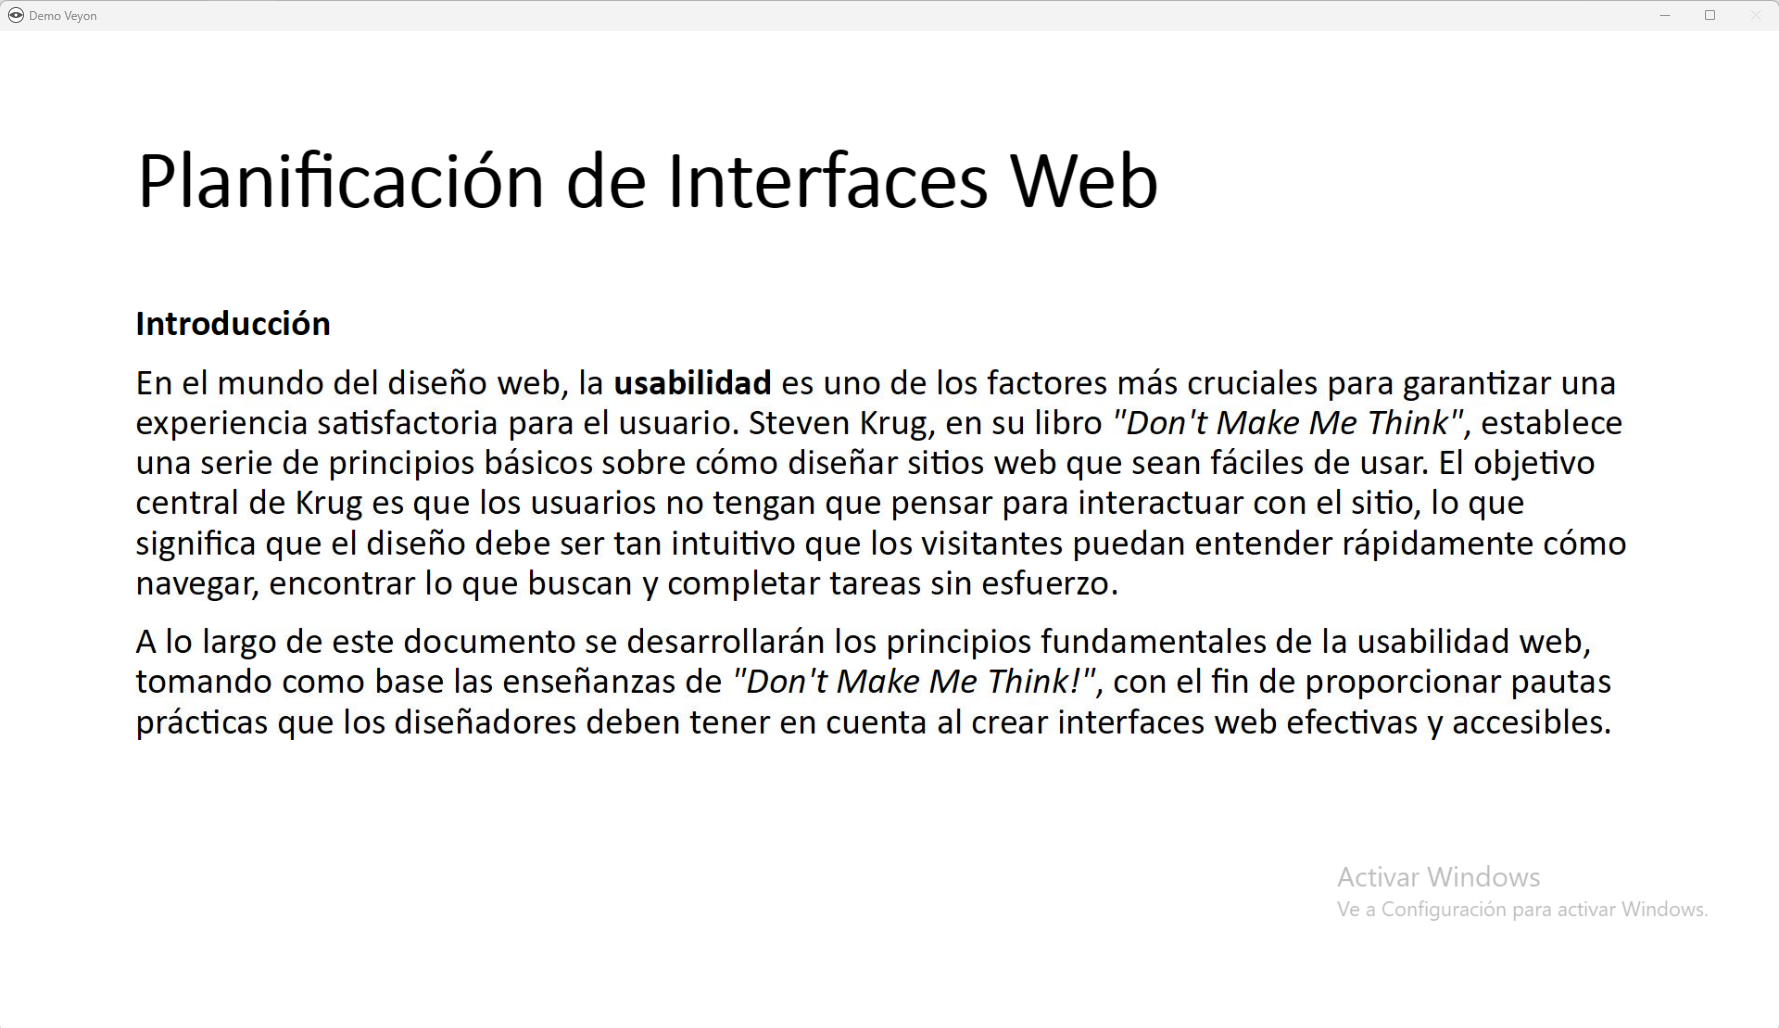 Demo Veyon
Planificación de Interfaces Web
Introducción
En el mundo del diseño web, la usabilidad es uno de los factores más cruciales para garantizar una
experiencia satisfactoria para el usuario. Steven Krug, en su libro "Don't Make Me Think", establece
una serie de principios básicos sobre cómo diseñar sitios web que sean fáciles de usar. El objetivo
central de Krug es que los usuarios no tengan que pensar para interactuar con el sitio, lo que
significa que el diseño debe ser tan intuitivo que los visitantes puedan entender rápidamente cómo
navegar, encontrar lo que buscan y completar tareas sin esfuerzo.
A lo largo de este documento se desarrollarán los principios fundamentales de la usabilidad web,
tomando como base las enseñanzas de "Don't Make Me Think!", con el fin de proporcionar pautas
prácticas que los diseñadores deben tener en cuenta al crear interfaces web efectivas y accesibles.
Activar Windows
Ve a Configuración para activar Windows.